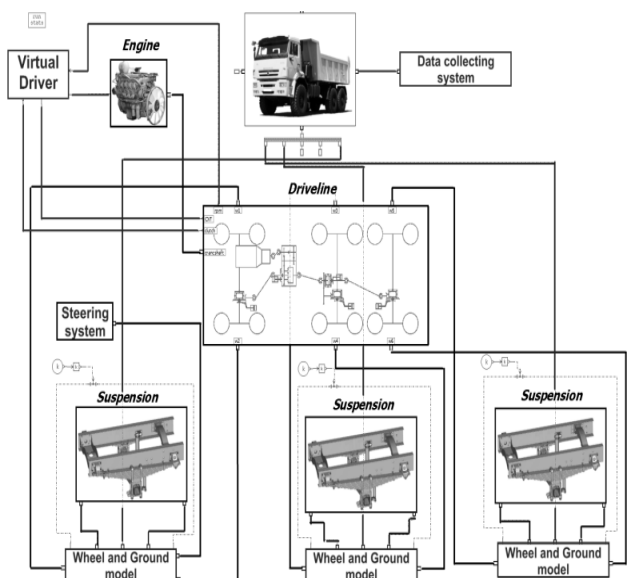 Engine
Virtual
Driver
Data collecting
system
Driveline
Steering
system
Suspension
Suspension
Suspension
Wheel and Ground
model
Wheel and Ground
model
Wheel and Ground
model